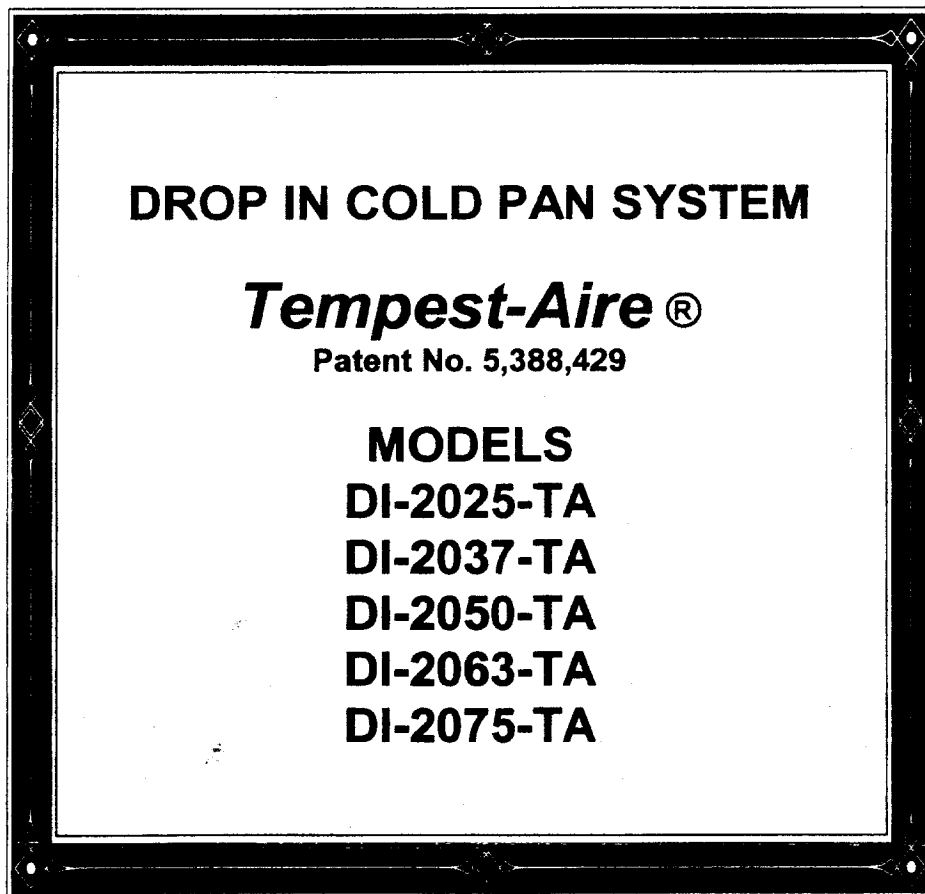 DROP IN COLD PAN SYSTEM
Tempest-Aire ®
Patent No. 5,388,429
MODELS
DI-2025-TA
DI-2037-TA
DI-2050-TA
DI-2063-TA
DI-2075-TA